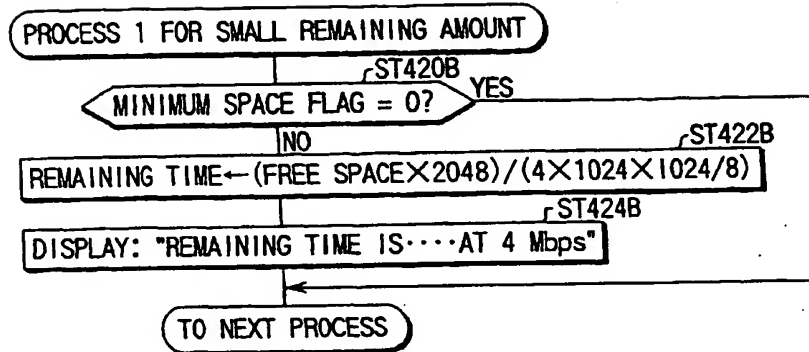 PROCESS 1 FOR SMALL REMAINING AMOUNT
ST420B
MINIMUM SPACE FLAG = 0?
YES
NO
ST422B
REMAINING TIME←(FREE SPACE×2048)/(4×1024×1024/8)
ST424B
DISPLAY: "REMAINING TIME IS····AT 4 Mbps"
TO NEXT PROCESS